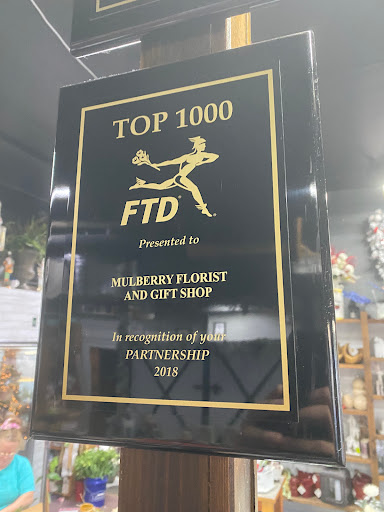 TOP 1000
FTD®
Presented to
MULBERRY FLORIST
AND GIFT SHOP
In recognition of your
PARTNERSHIP
2018